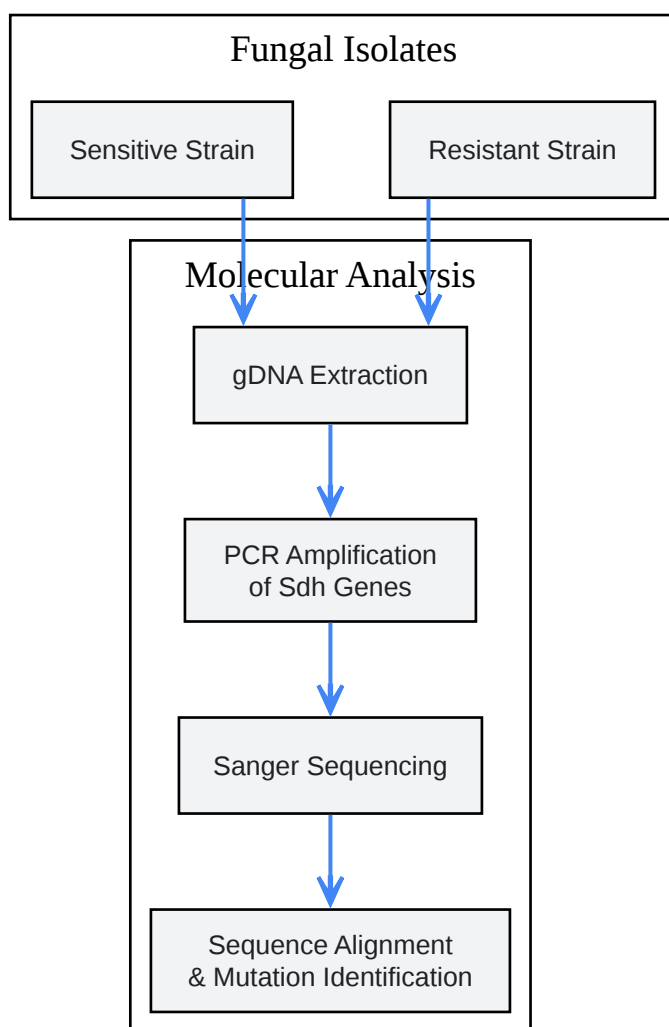 Fungal Isolates
Sensitive Strain
Resistant Strain
Molecular Analysis
gDNA Extraction
PCR Amplification
of Sdh Genes
Sanger Sequencing
Sequence Alignment
& Mutation Identification